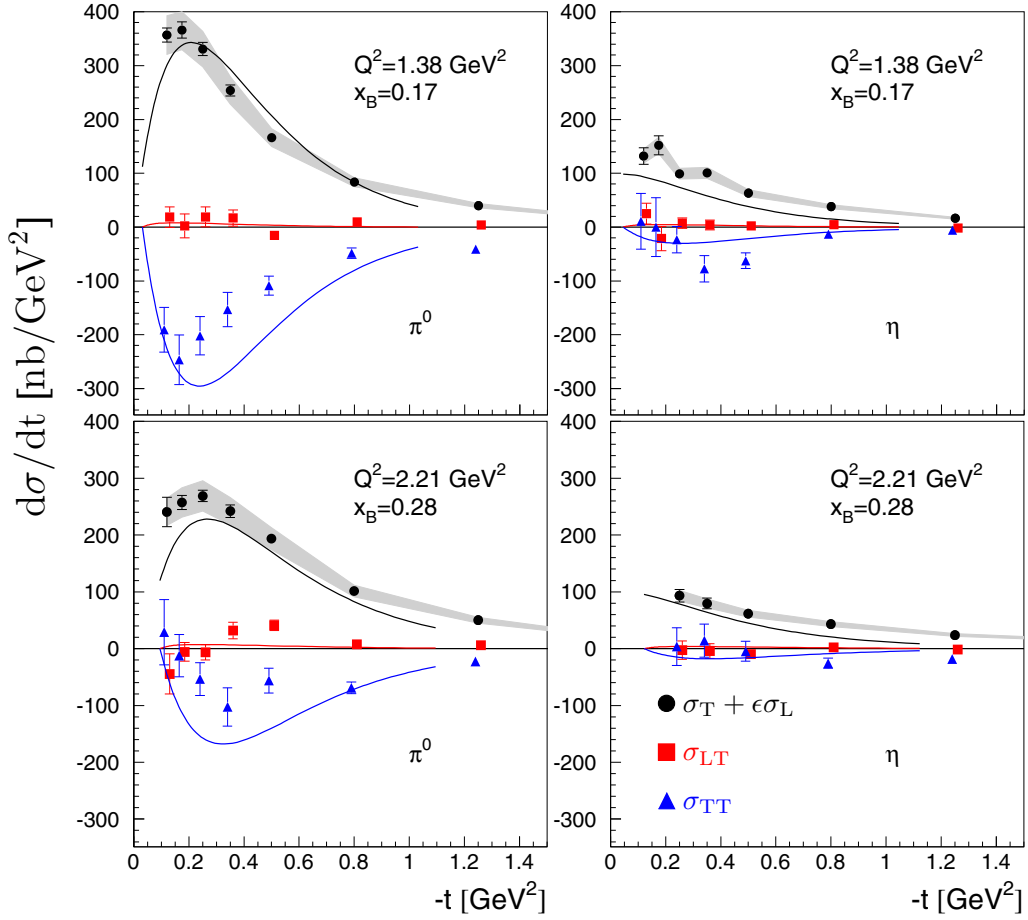 dσ/dt [nb/GeV²]
400
300
200
100
0
-100
-200
-300
Q²=1.38 GeV²
x_B=0.17
π⁰
400
300
200
100
0
-100
-200
-300
Q²=1.38 GeV²
x_B=0.17
η
400
300
200
100
0
-100
-200
-300
Q²=2.21 GeV²
x_B=0.28
π⁰
0 0.2 0.4 0.6 0.8 1 1.2 1.4
-t [GeV²]
400
300
200
100
0
-100
-200
-300
Q²=2.21 GeV²
x_B=0.28
σ_T + ϵσ_L
σ_LT
σ_TT
η
0 0.2 0.4 0.6 0.8 1 1.2 1.4
-t [GeV²]